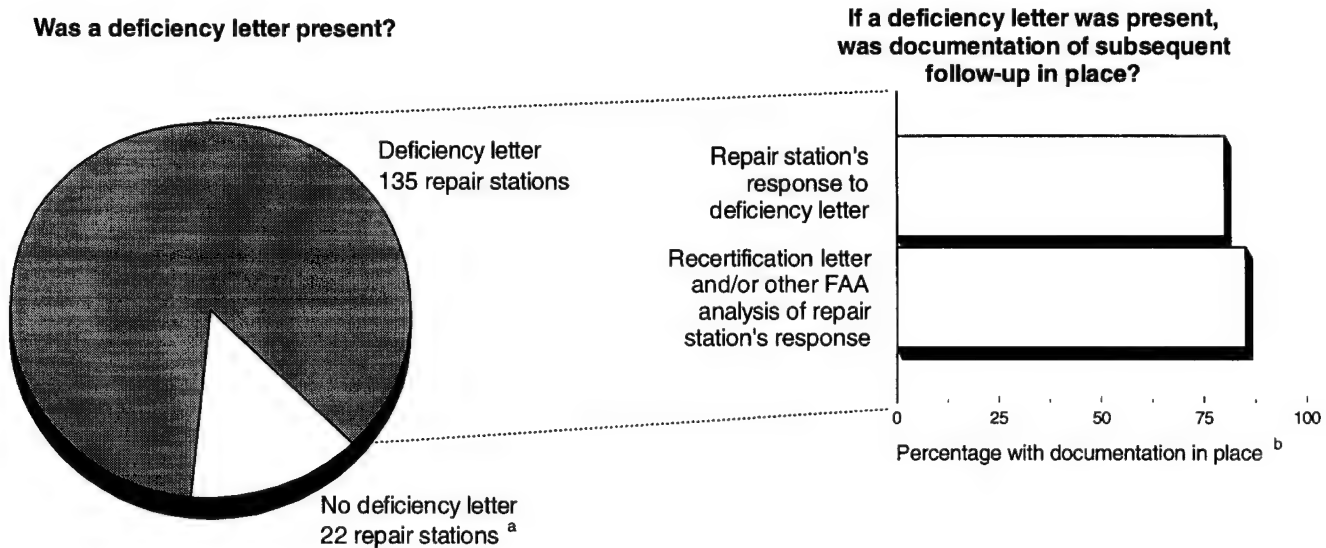 Was a deficiency letter present?
Deficiency letter
135 repair stations
No deficiency letter
22 repair stations a
If a deficiency letter was present,
was documentation of subsequent
follow-up in place?
Repair station's
response to
deficiency letter
Recertification letter
and/or other FAA
analysis of repair
station's response
0 25 50 75 100
Percentage with documentation in place b